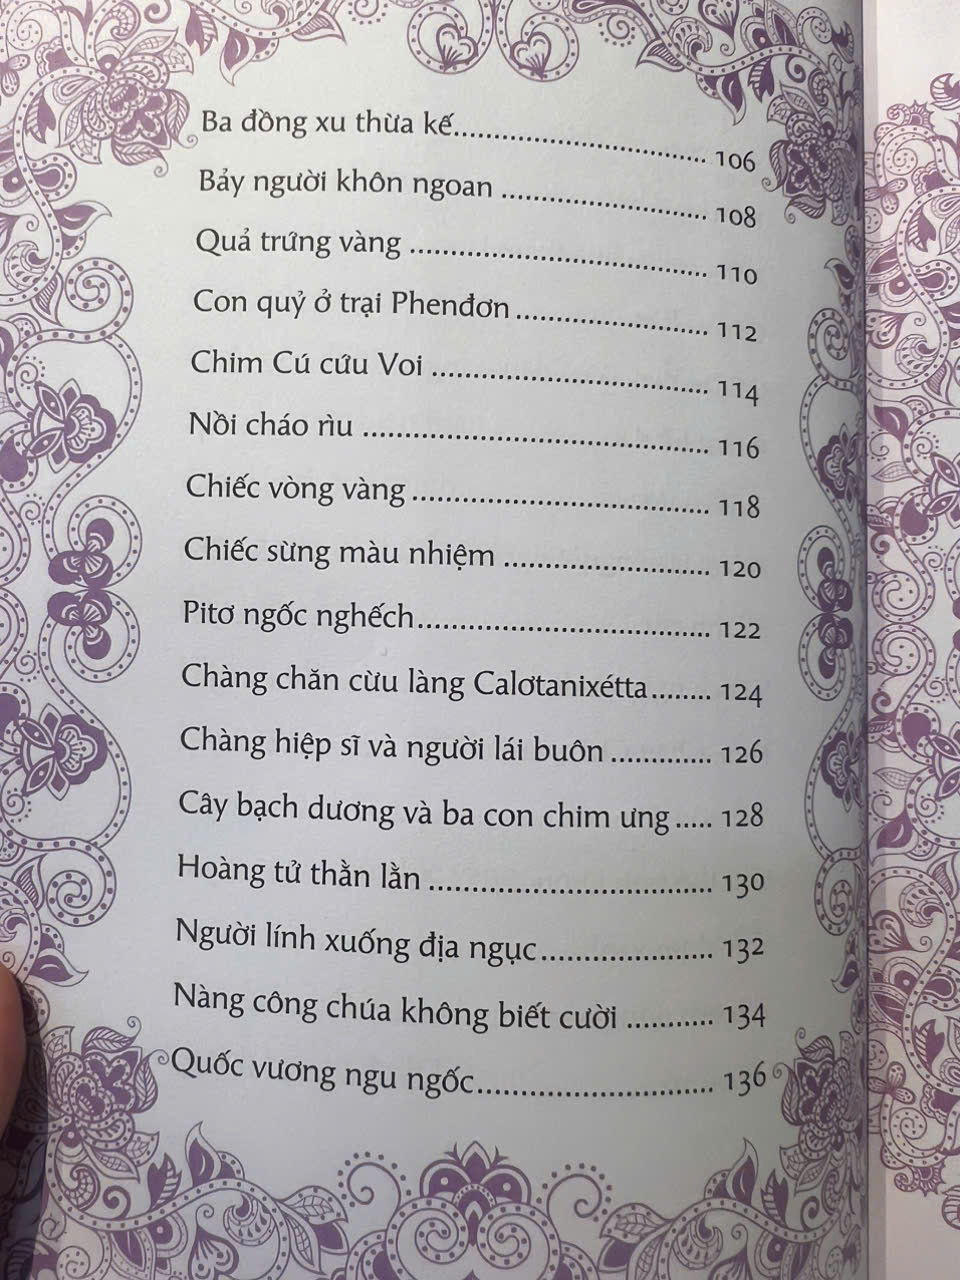 Ba đồng xu thừa kế........................ 106
Bảy người khôn ngoan ........................ 108
Quả trứng vàng ........................ 110
Con quỷ ở trại Phenđơn........................ 112
Chim Cú cứu Voi ........................ 114
Nồi cháo rìu ........................ 116
Chiếc vòng vàng ........................ 118
Chiếc sừng màu nhiệm ........................ 120
Pitơ ngốc nghếch........................ 122
Chàng chăn cừu làng Calơtanixétta........ 124
Chàng hiệp sĩ và người lái buôn ............. 126
Cây bạch dương và ba con chim ưng ..... 128
Hoàng tử thằn lằn ........................ 130
Người lính xuống địa ngục...................... 132
Nàng công chúa không biết cười ........... 134
Quốc vương ngu ngốc........................ 136